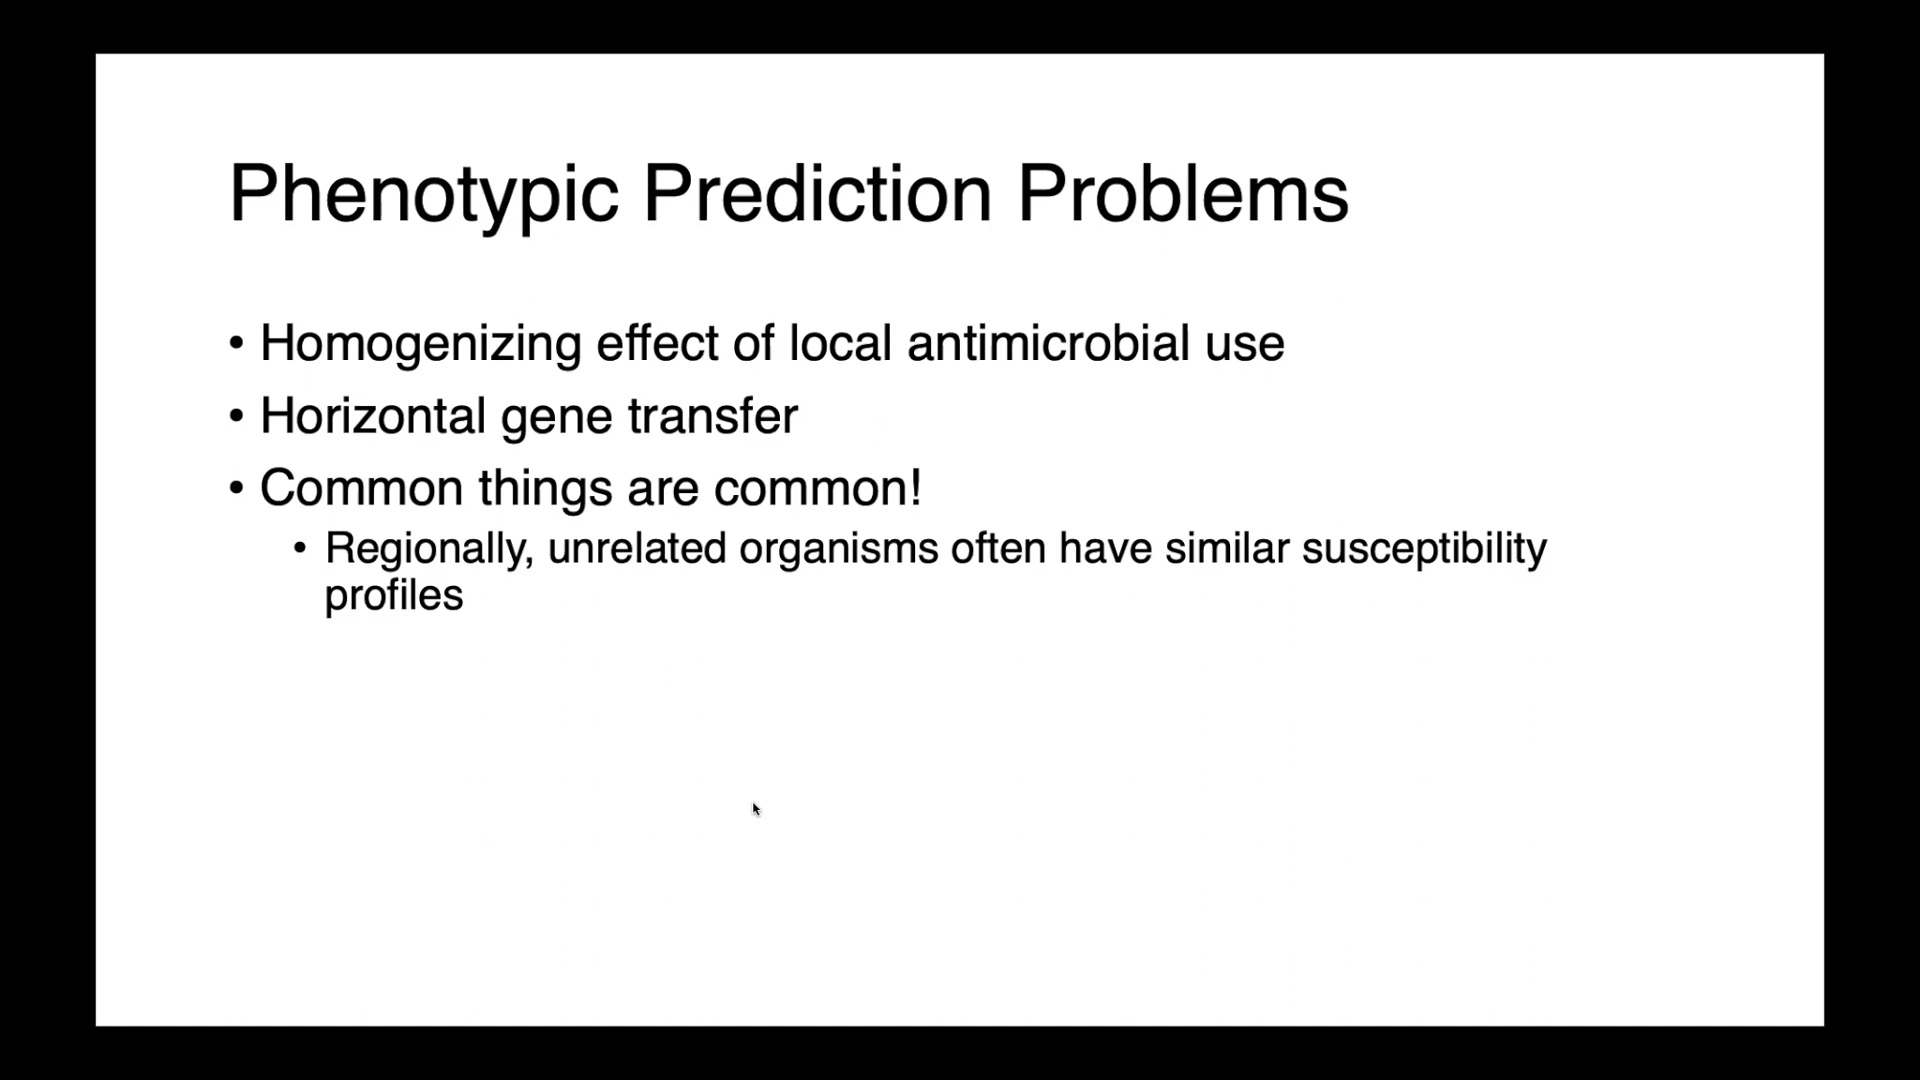 Phenotypic Prediction Problems
• Homogenizing effect of local antimicrobial use
• Horizontal gene transfer
• Common things are common!
• Regionally, unrelated organisms often have similar susceptibility
profiles